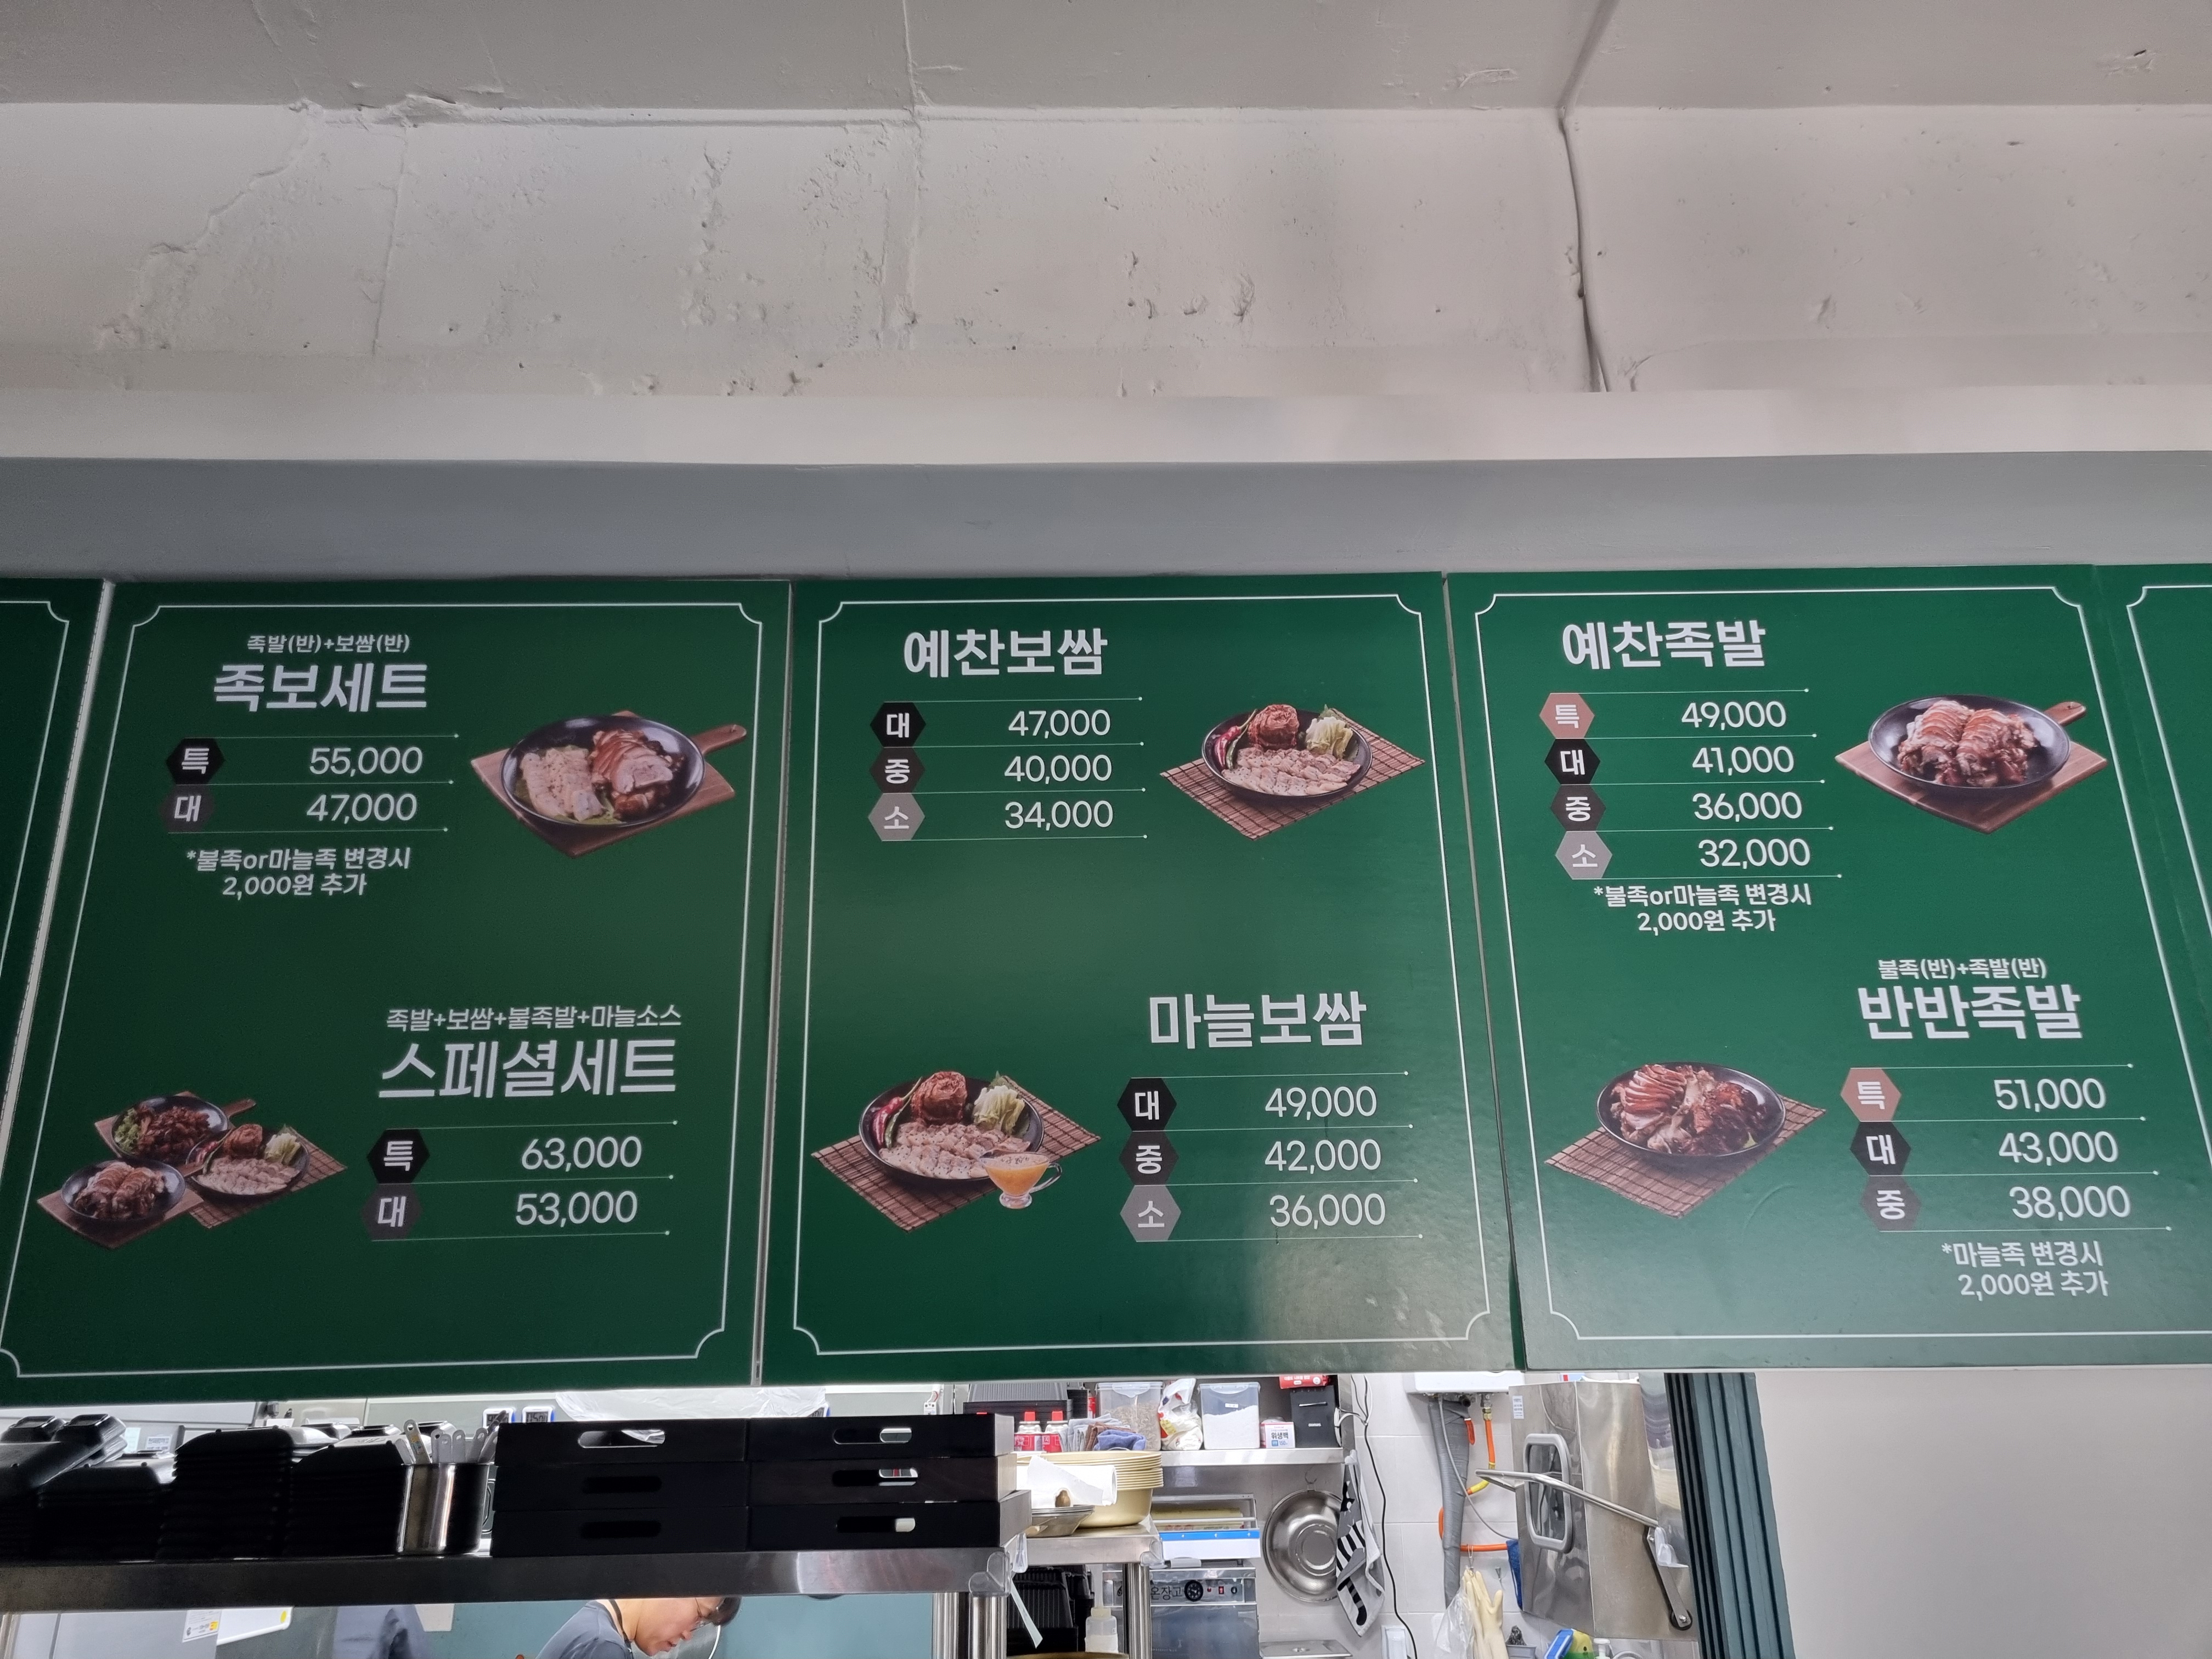 족발(반)+보쌈(반)
족보세트
특 55,000
대 47,000
*불족or마늘족 변경시
2,000원 추가
족발+보쌈+불족발+마늘소스
스페셜세트
특 63,000
대 53,000
예찬보쌈
대 47,000
중 40,000
소 34,000
마늘보쌈
대 49,000
중 42,000
소 36,000
예찬족발
특 49,000
대 41,000
중 36,000
소 32,000
*불족or마늘족 변경시
2,000원 추가
불족(반)+족발(반)
반반족발
특 51,000
대 43,000
중 38,000
*마늘족 변경시
2,000원 추가
위생백
온장고